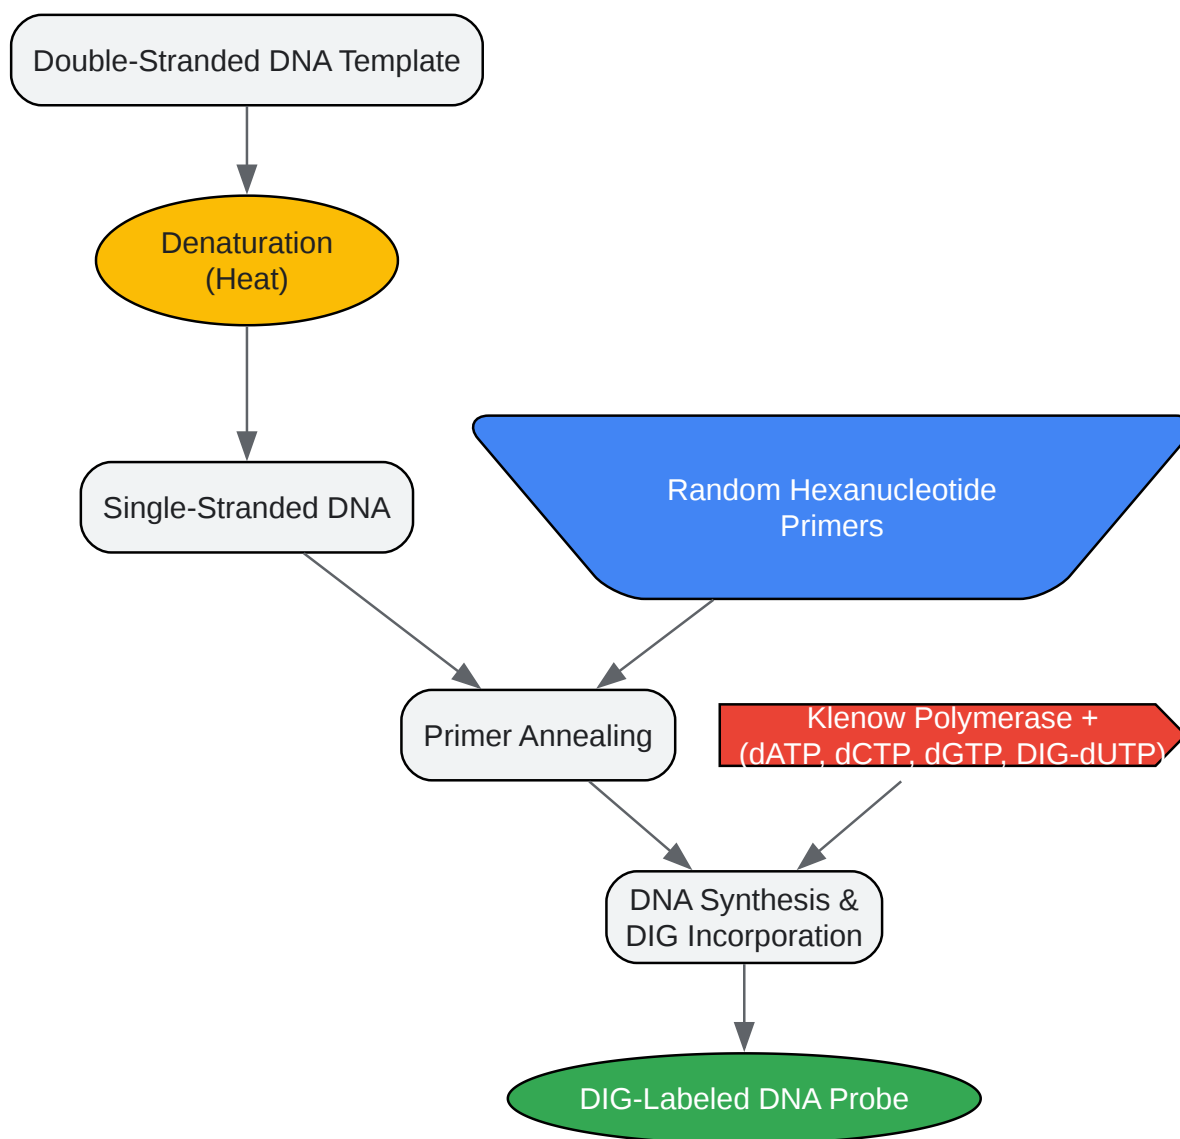 Double-Stranded DNA Template
Denaturation
(Heat)
Single-Stranded DNA
Random Hexanucleotide
Primers
Primer Annealing
Klenow Polymerase +
(dATP, dCTP, dGTP, DIG-dUTP)
DNA Synthesis &
DIG Incorporation
DIG-Labeled DNA Probe